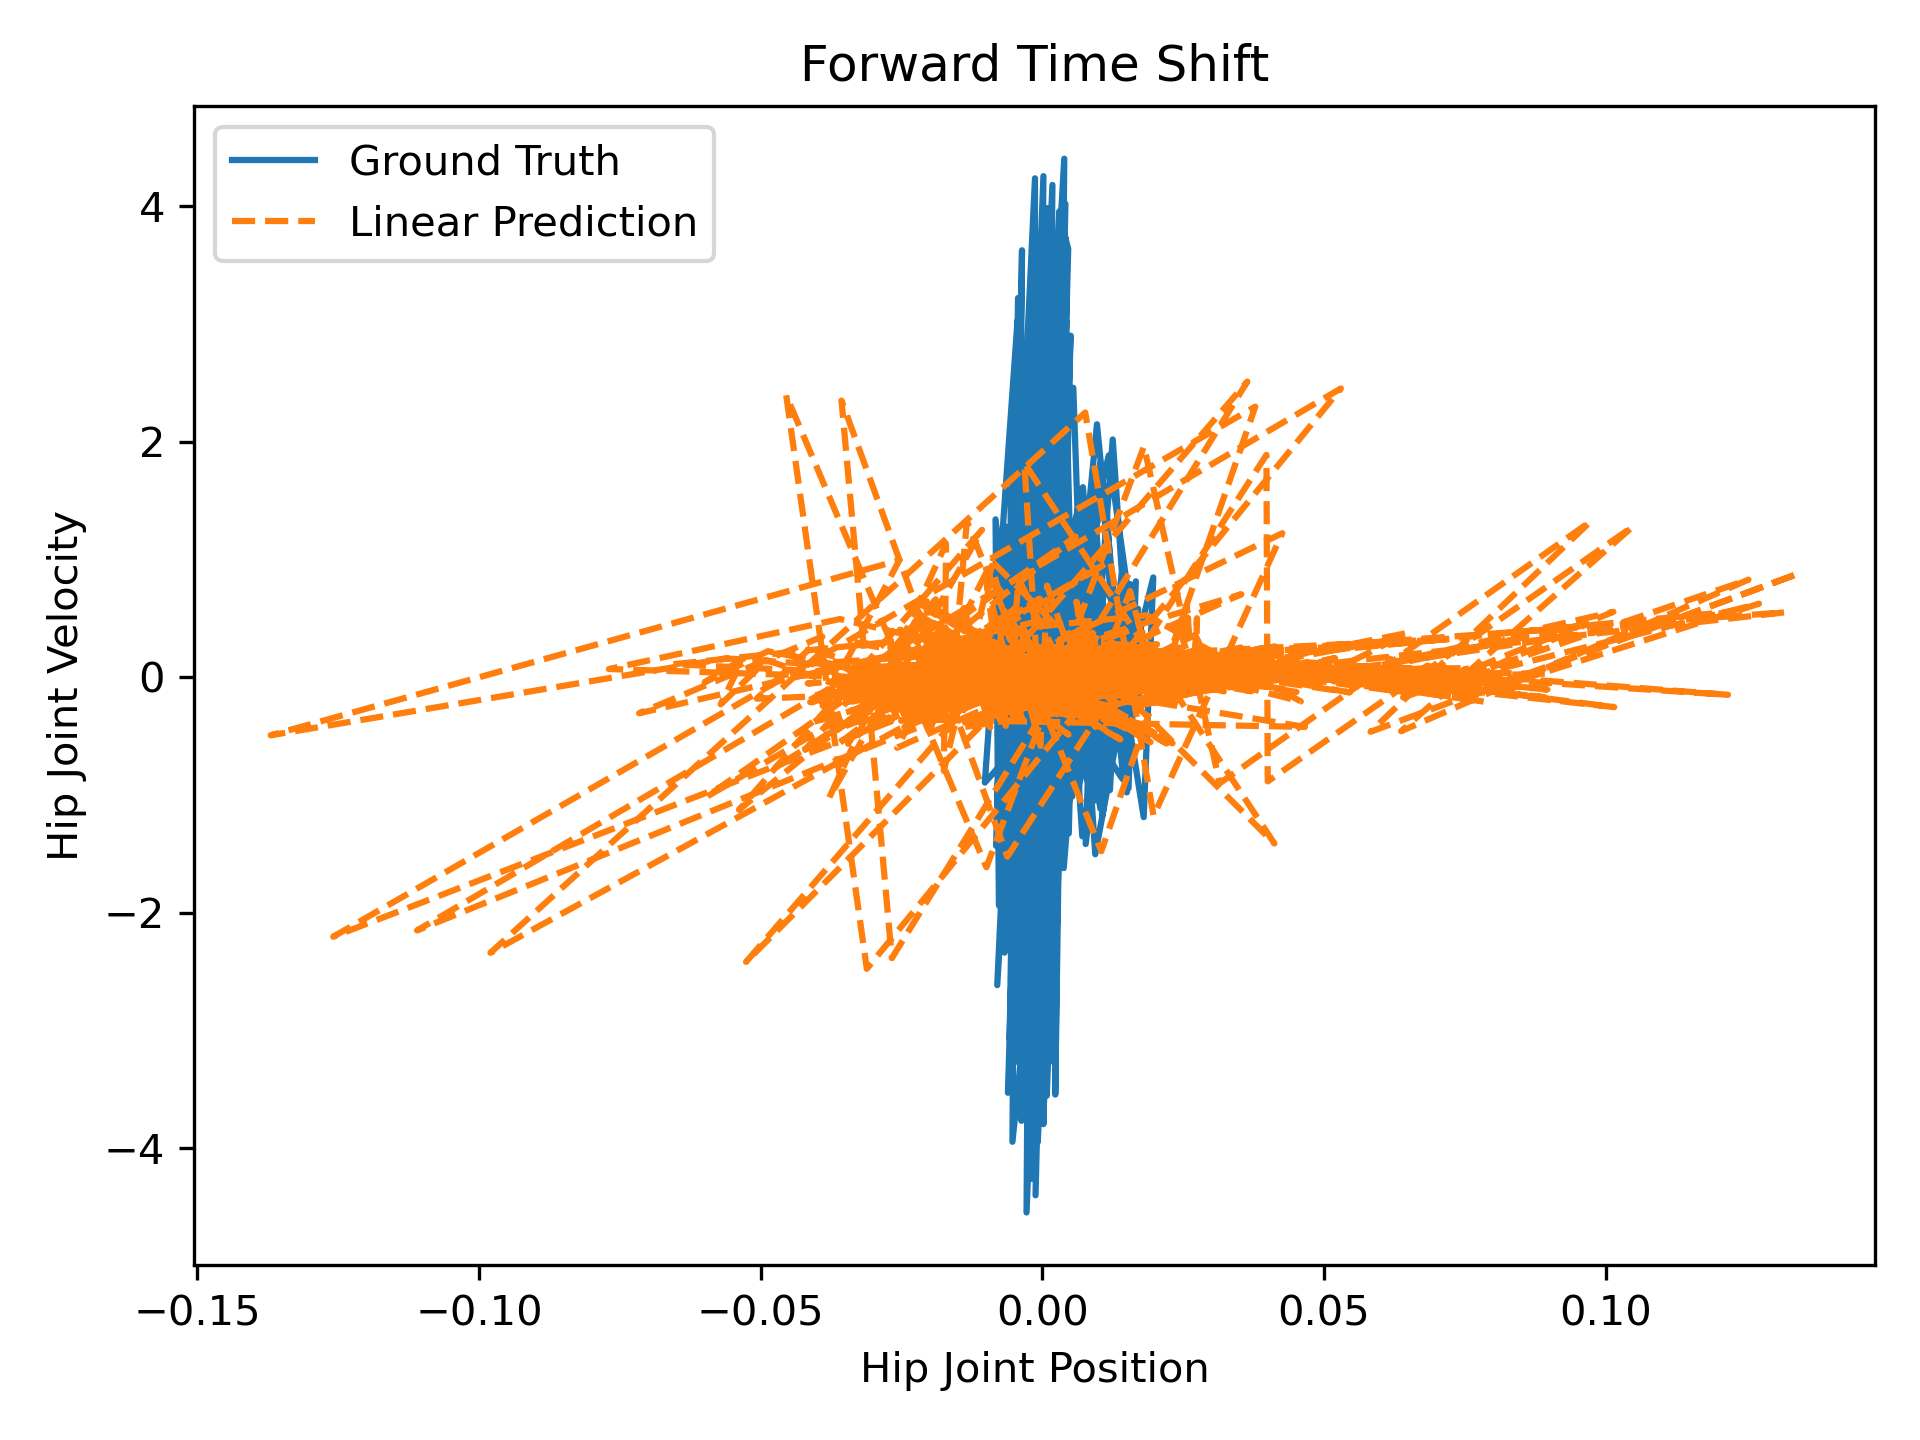 Forward Time Shift
Ground Truth
Linear Prediction
4
2
0
−2
−4
Hip Joint Velocity
−0.15
−0.10
−0.05
0.00
0.05
0.10
Hip Joint Position